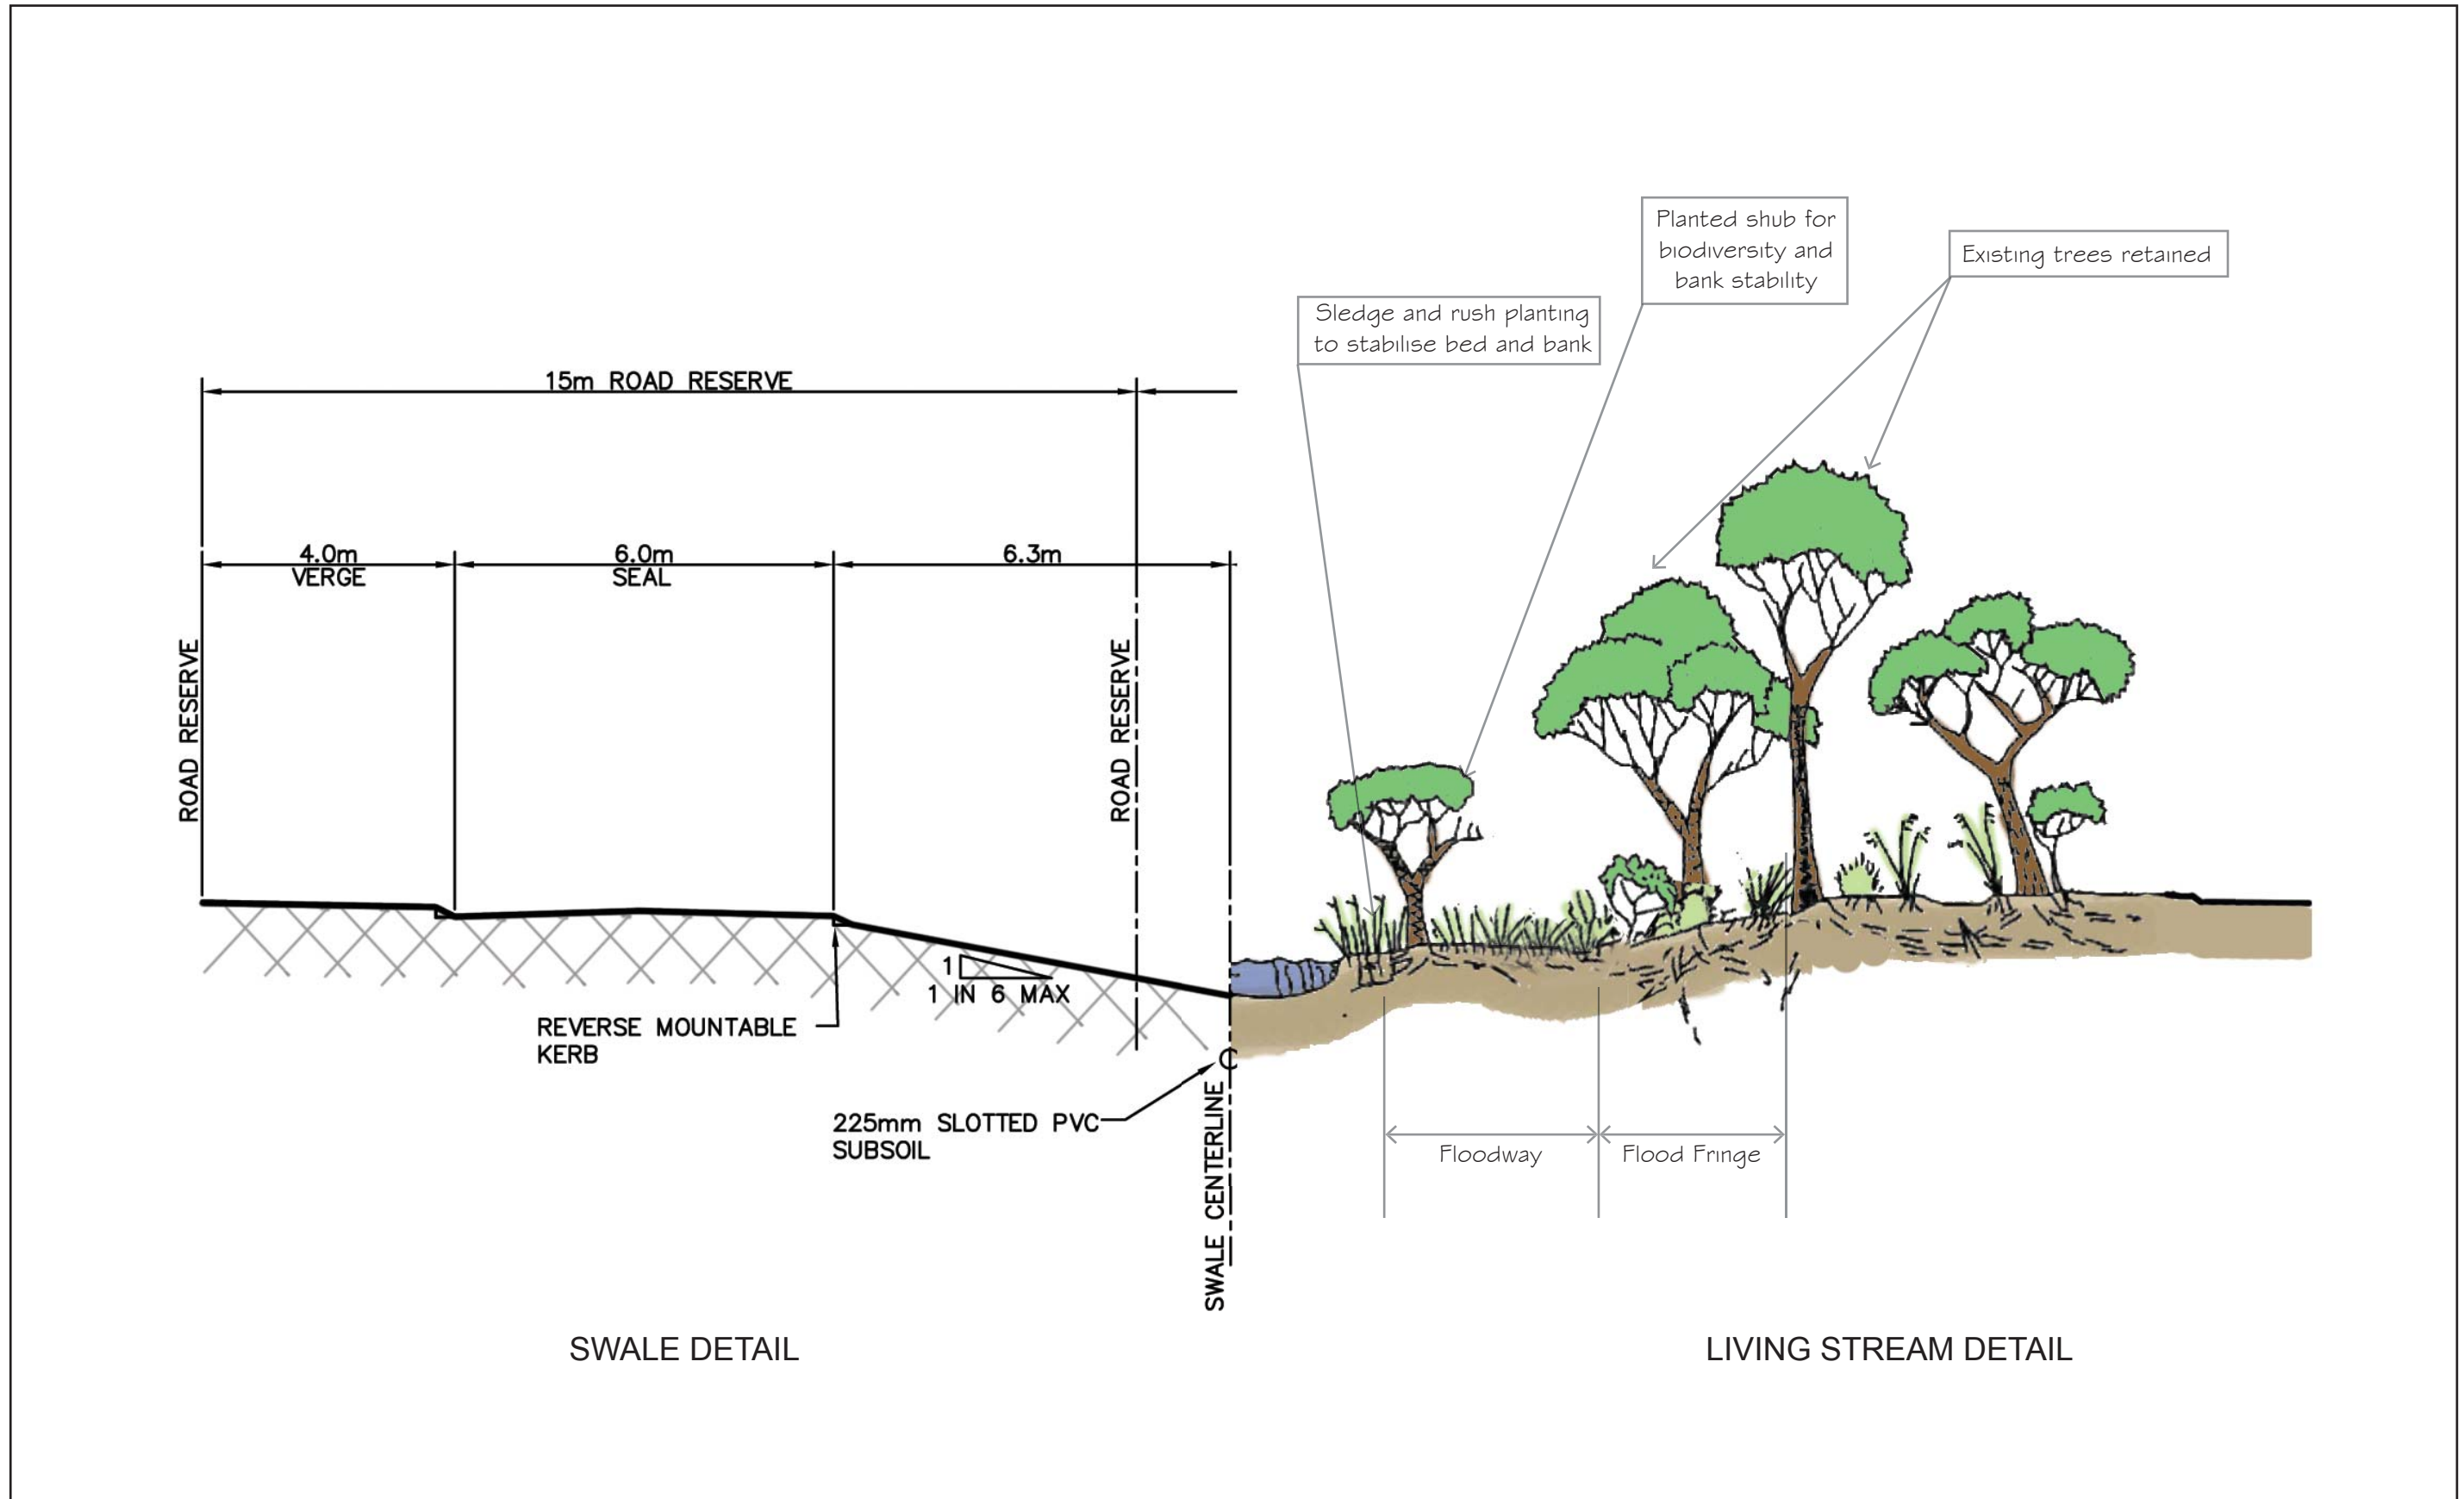 Planted shub for
biodiversity and
bank stability
Existing trees retained
Sledge and rush planting
to stabilise bed and bank
15m ROAD RESERVE
4.0m
VERGE
6.0m
SEAL
6.3m
ROAD RESERVE
ROAD RESERVE
1
1 IN 6 MAX
REVERSE MOUNTABLE
KERB
225mm SLOTTED PVC
SUBSOIL
SWALE CENTERLINE
Floodway
Flood Fringe
SWALE DETAIL
LIVING STREAM DETAIL